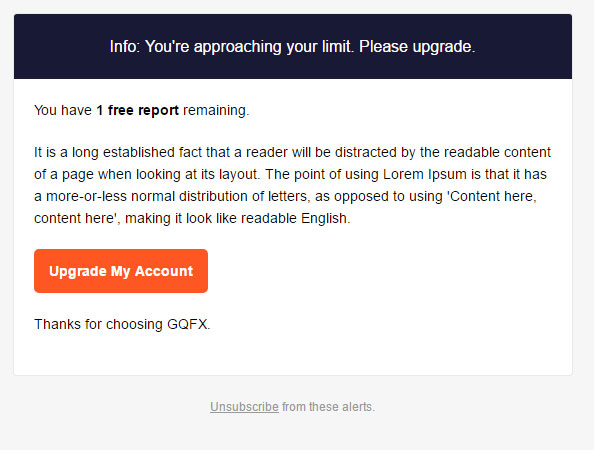 Info: You're approaching your limit. Please upgrade.
You have 1 free report remaining.
It is a long established fact that a reader will be distracted by the readable content
of a page when looking at its layout. The point of using Lorem Ipsum is that it has
a more-or-less normal distribution of letters, as opposed to using 'Content here,
content here', making it look like readable English.
Upgrade My Account
Thanks for choosing GQFX.
Unsubscribe from these alerts.